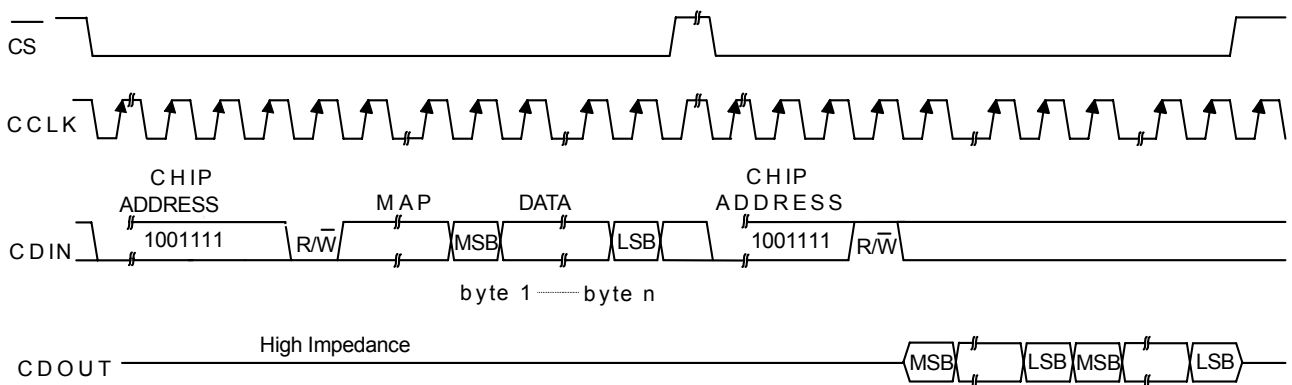 CS
CCLK
CHIP
ADDRESS
MAP
DATA
CHIP
ADDRESS
CDIN
1001111
R/W
MSB
LSB
1001111
R/W
byte 1 byte n
High Impedance
CDOUT
MSB
LSB
MSB
LSB